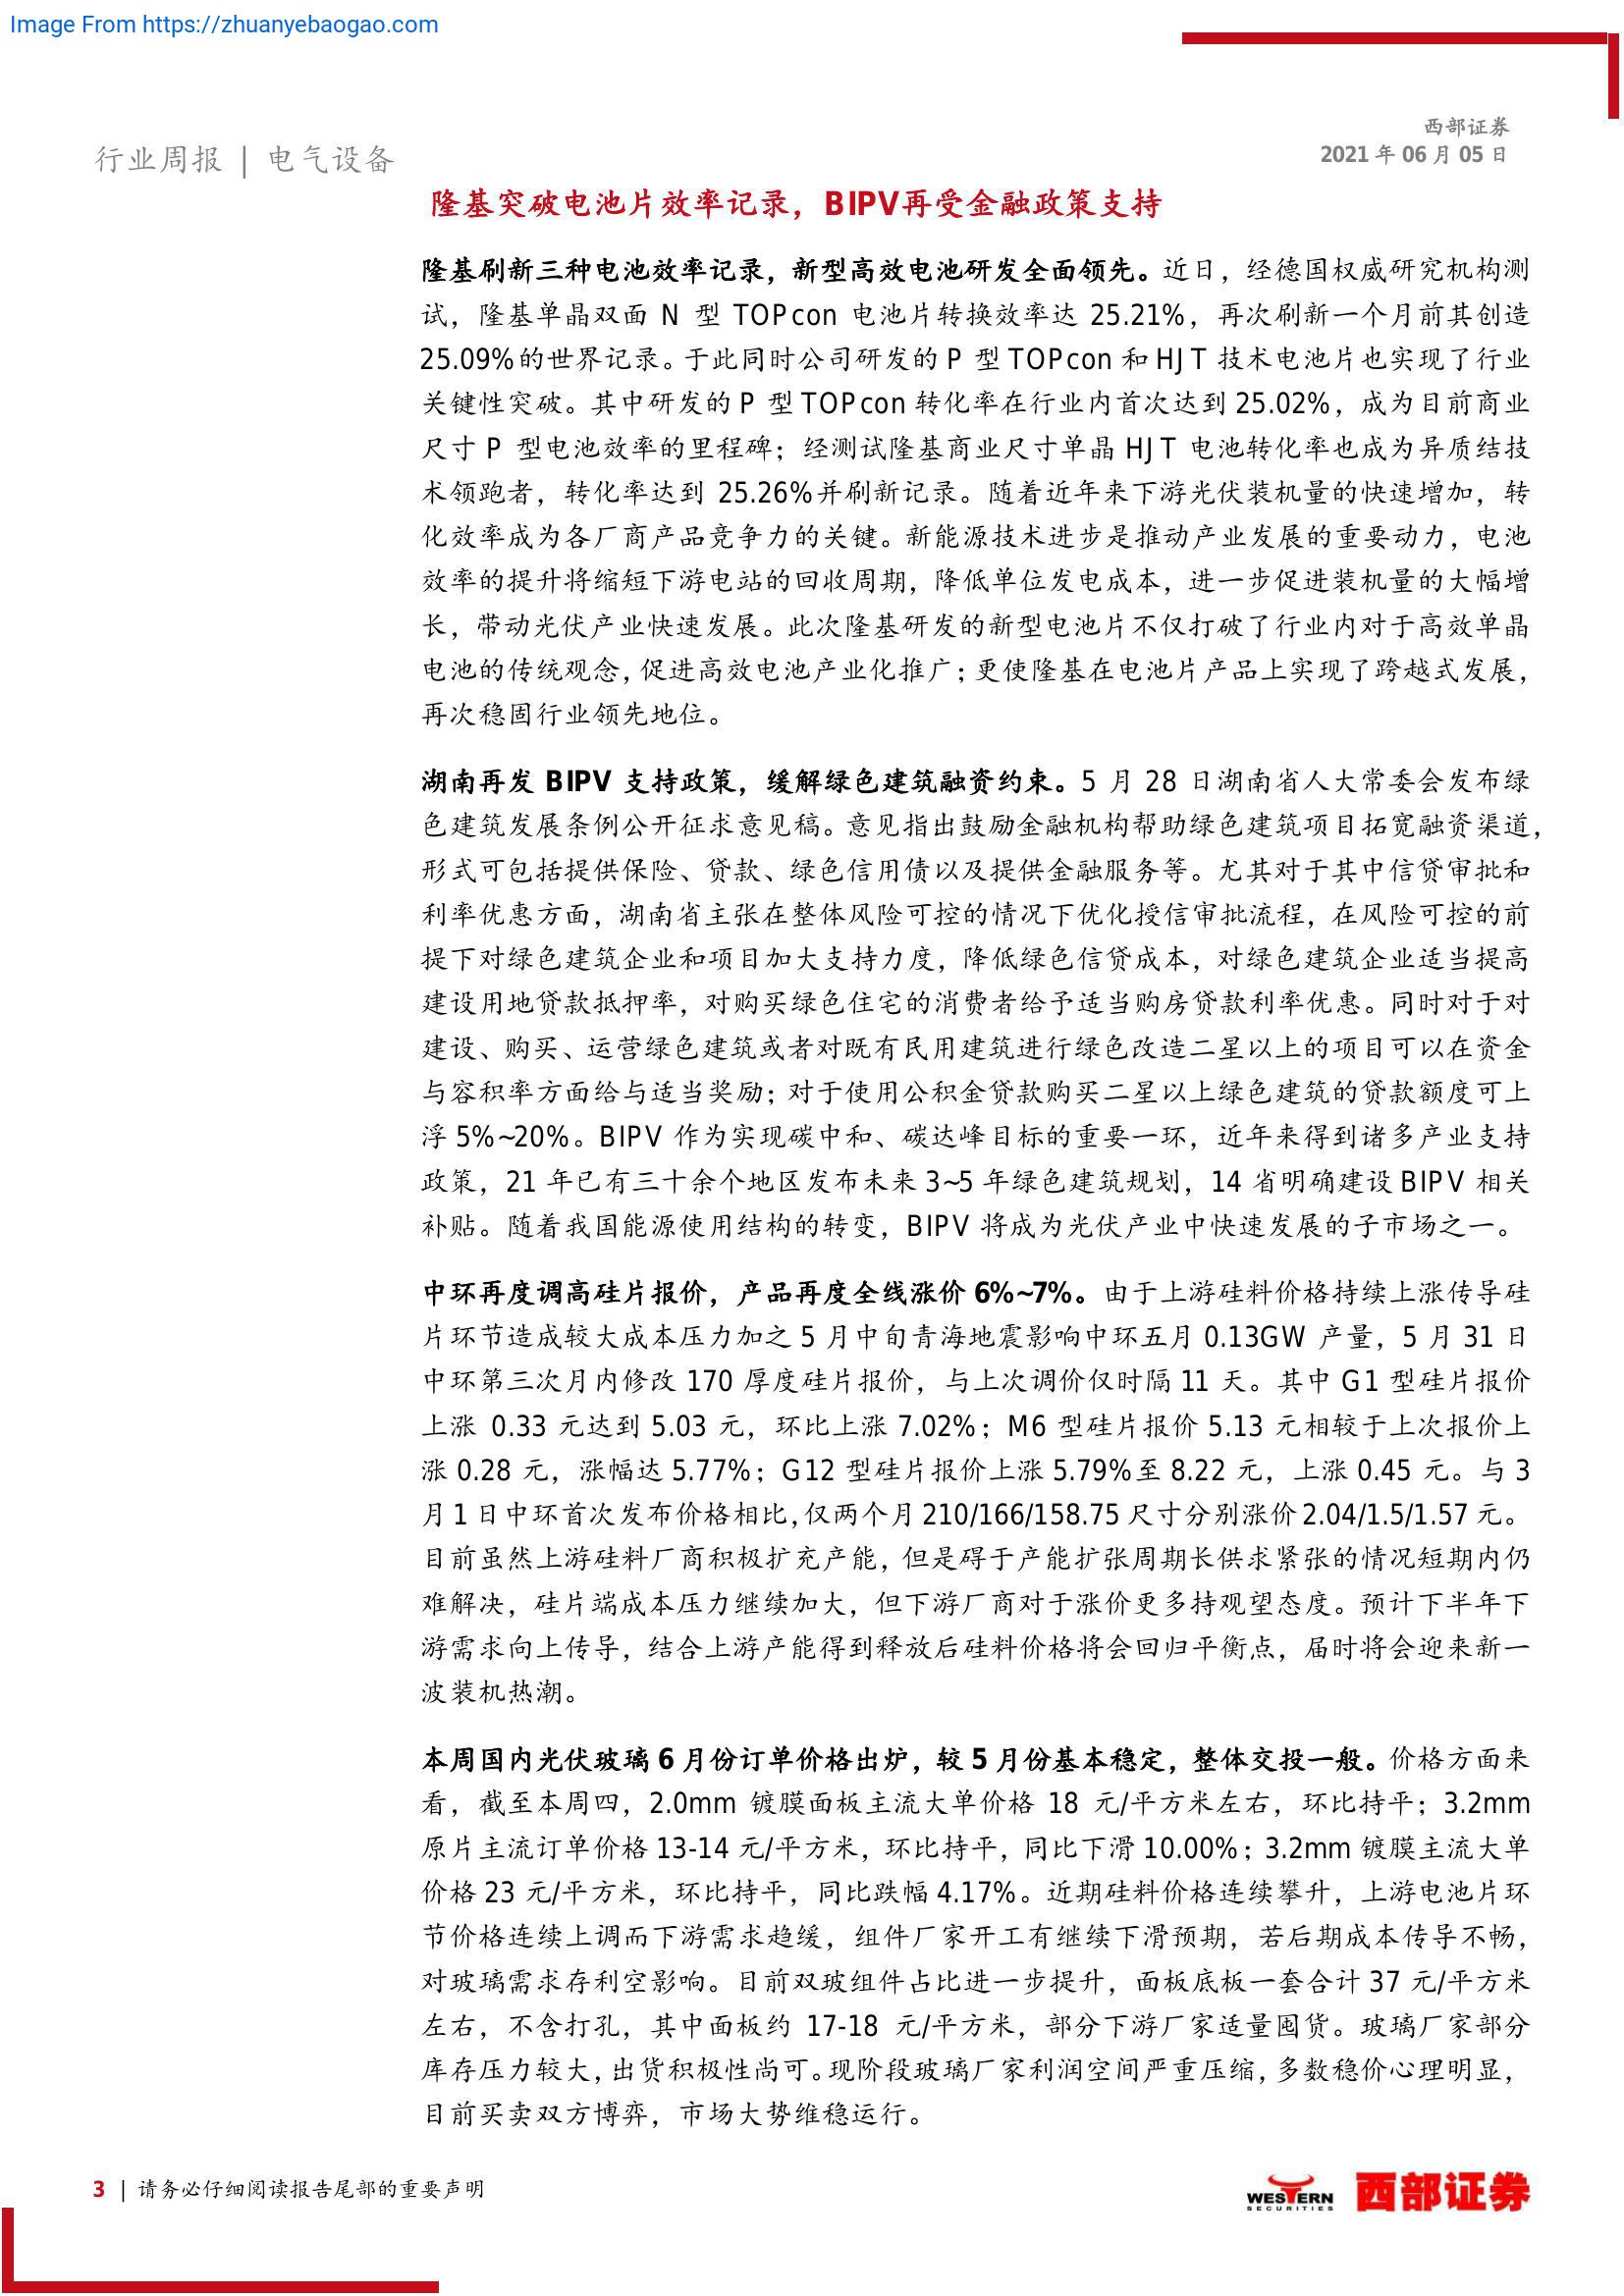 Image From https://zhuanyebaogao.com
西部证券
2021 年 06 月 05 日
行业周报 | 电气设备
隆基突破电池片效率记录，BIPV再受金融政策支持
隆基刷新三种电池效率记录，新型高效电池研发全面领先。近日，经德国权威研究机构测
试，隆基单晶双面 N 型 TOPcon 电池片转换效率达 25.21%，再次刷新一个月前其创造
25.09%的世界记录。于此同时公司研发的 P 型 TOPcon 和 HJT 技术电池片也实现了行业
关键性突破。其中研发的 P 型 TOPcon 转化率在行业内首次达到 25.02%，成为目前商业
尺寸 P 型电池效率的里程碑；经测试隆基商业尺寸单晶 HJT 电池转化率也成为异质结技
术领跑者，转化率达到 25.26%并刷新记录。随着近年来下游光伏装机量的快速增加，转
化效率成为各厂商产品竞争力的关键。新能源技术进步是推动产业发展的重要动力，电池
效率的提升将缩短下游电站的回收周期，降低单位发电成本，进一步促进装机量的大幅增
长，带动光伏产业快速发展。此次隆基研发的新型电池片不仅打破了行业内对于高效单晶
电池的传统观念，促进高效电池产业化推广；更使隆基在电池片产品上实现了跨越式发展，
再次稳固行业领先地位。
湖南再发 BIPV 支持政策，缓解绿色建筑融资约束。5 月 28 日湖南省人大常委会发布绿
色建筑发展条例公开征求意见稿。意见指出鼓励金融机构帮助绿色建筑项目拓宽融资渠道，
形式可包括提供保险、贷款、绿色信用债以及提供金融服务等。尤其对于其中信贷审批和
利率优惠方面，湖南省主张在整体风险可控的情况下优化授信审批流程，在风险可控的前
提下对绿色建筑企业和项目加大支持力度，降低绿色信贷成本，对绿色建筑企业适当提高
建设用地贷款抵押率，对购买绿色住宅的消费者给予适当购房贷款利率优惠。同时对于对
建设、购买、运营绿色建筑或者对既有民用建筑进行绿色改造二星以上的项目可以在资金
与容积率方面给与适当奖励；对于使用公积金贷款购买二星以上绿色建筑的贷款额度可上
浮 5%~20%。BIPV 作为实现碳中和、碳达峰目标的重要一环，近年来得到诸多产业支持
政策，21 年已有三十余个地区发布未来 3~5 年绿色建筑规划，14 省明确建设 BIPV 相关
补贴。随着我国能源使用结构的转变，BIPV 将成为光伏产业中快速发展的子市场之一。
中环再度调高硅片报价，产品再度全线涨价 6%~7%。由于上游硅料价格持续上涨传导硅
片环节造成较大成本压力加之 5 月中旬青海地震影响中环五月 0.13GW 产量，5 月 31 日
中环第三次月内修改 170 厚度硅片报价，与上次调价仅时隔 11 天。其中 G1 型硅片报价
上涨 0.33 元达到 5.03 元，环比上涨 7.02%；M6 型硅片报价 5.13 元相较于上次报价上
涨 0.28 元，涨幅达 5.77%；G12 型硅片报价上涨 5.79%至 8.22 元，上涨 0.45 元。与 3
月 1 日中环首次发布价格相比，仅两个月 210/166/158.75 尺寸分别涨价 2.04/1.5/1.57 元。
目前虽然上游硅料厂商积极扩充产能，但是碍于产能扩张周期长供求紧张的情况短期内仍
难解决，硅片端成本压力继续加大，但下游厂商对于涨价更多持观望态度。预计下半年下
游需求向上传导，结合上游产能得到释放后硅料价格将会回归平衡点，届时将会迎来新一
波装机热潮。
本周国内光伏玻璃 6 月份订单价格出炉，较 5 月份基本稳定，整体交投一般。价格方面来
看，截至本周四，2.0mm 镀膜面板主流大单价格 18 元/平方米左右，环比持平；3.2mm
原片主流订单价格 13-14 元/平方米，环比持平，同比下滑 10.00%；3.2mm 镀膜主流大单
价格 23 元/平方米，环比持平，同比跌幅 4.17%。近期硅料价格连续攀升，上游电池片环
节价格连续上调而下游需求趋缓，组件厂家开工有继续下滑预期，若后期成本传导不畅，
对玻璃需求存利空影响。目前双玻组件占比进一步提升，面板底板一套合计 37 元/平方米
左右，不含打孔，其中面板约 17-18 元/平方米，部分下游厂家适量囤货。玻璃厂家部分
库存压力较大，出货积极性尚可。现阶段玻璃厂家利润空间严重压缩，多数稳价心理明显，
目前买卖双方博弈，市场大势维稳运行。
3 | 请务必仔细阅读报告尾部的重要声明
WESTERN
SECURITIES
西部证券